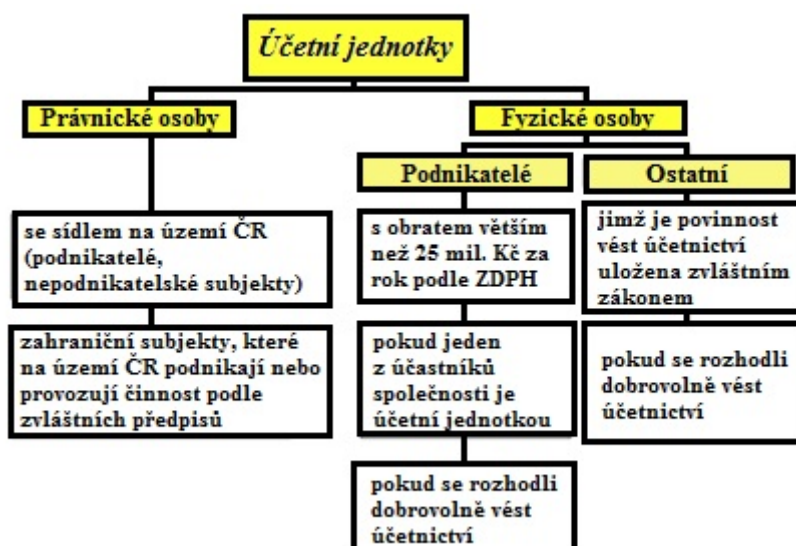 Účetní jednotky
Právnické osoby
se sídlem na území ČR
(podnikatelé,
nepodnikatelské subjekty)
zahraniční subjekty, které
na území ČR podnikají nebo
provozují činnost podle
zvláštních předpisů
Fyzické osoby
Podnikatelé
s obratem větším
než 25 mil. Kč za
rok podle ZDPH
pokud jeden
z účastníků
společnosti je
účetní jednotkou
pokud se rozhodli
dobrovolně vést
účetnictví
Ostatní
jimž je povinnost
vést účetnictví
uložena zvláštním
zákonem
pokud se rozhodli
dobrovolně vést
účetnictví